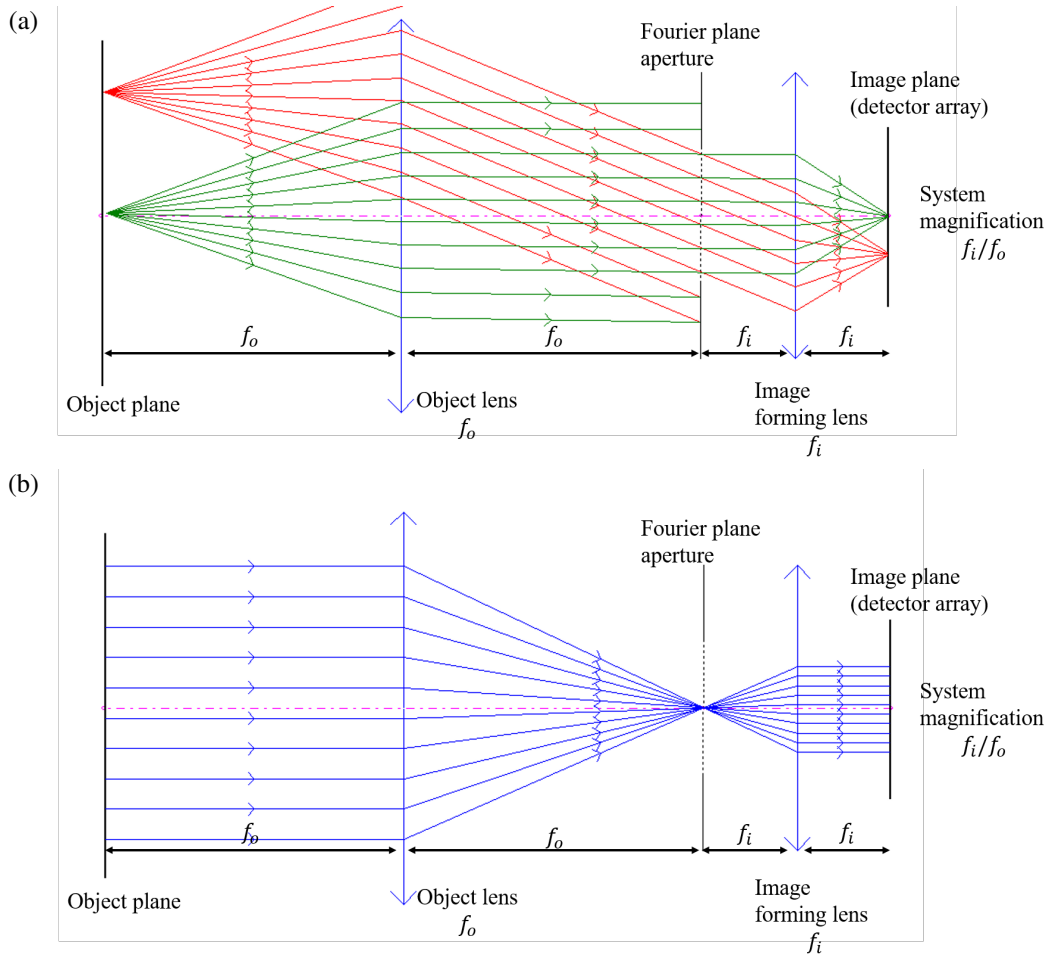 (a)
Fourier plane
aperture
Image plane
(detector array)
System
magnification
f_i/f_o
f_o
f_o
f_i
f_i
Object plane
Object lens
f_o
Image
forming lens
f_i
(b)
Fourier plane
aperture
Image plane
(detector array)
System
magnification
f_i/f_o
f_o
f_o
f_i
f_i
Object plane
Object lens
f_o
Image
forming lens
f_i